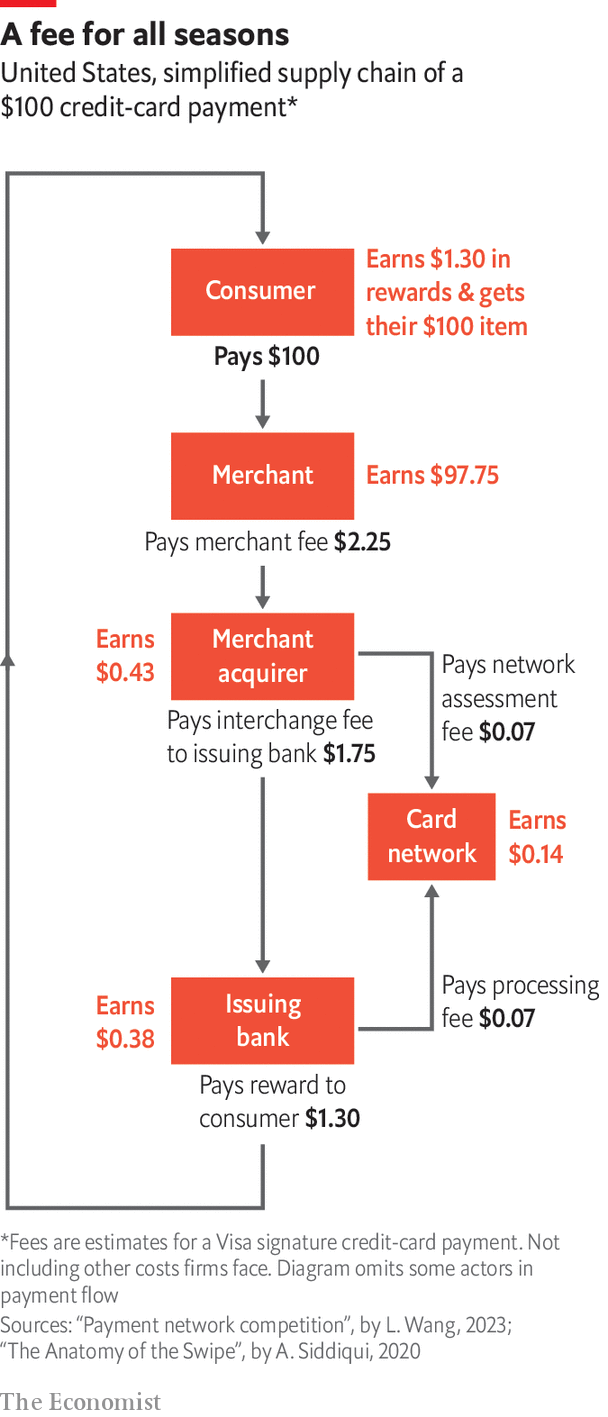 A fee for all seasons
United States, simplified supply chain of a
$100 credit-card payment*
Consumer
Earns $1.30 in
rewards & gets
their $100 item
Pays $100
Merchant
Earns $97.75
Pays merchant fee $2.25
Earns
$0.43
Merchant
acquirer
Pays network
assessment
fee $0.07
Pays interchange fee
to issuing bank $1.75
Card
network
Earns
$0.14
Earns
$0.38
Issuing
bank
Pays processing
fee $0.07
Pays reward to
consumer $1.30
*Fees are estimates for a Visa signature credit-card payment. Not
including other costs firms face. Diagram omits some actors in
payment flow
Sources: “Payment network competition”, by L. Wang, 2023;
“The Anatomy of the Swipe”, by A. Siddiqui, 2020
The Economist